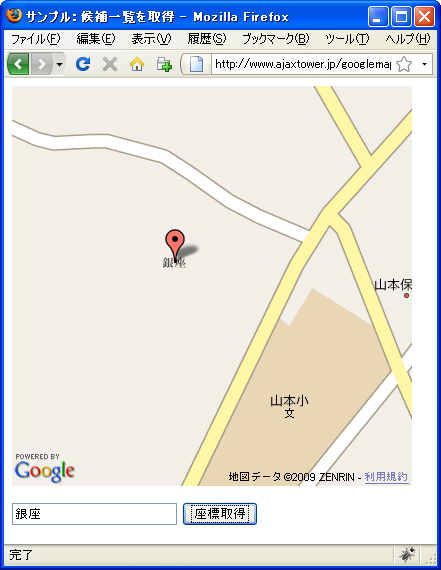 サンプル: 候補一覧を取得 - Mozilla Firefox
ファイル(F) 編集(E) 表示(V) 履歴(S) ブックマーク(B) ツール(T) ヘルプ(H)
http://www.ajaxtower.jp/googlemap
銀座
山本保
山本小
文
POWERED BY
Google
地図データ ©2009 ZENRIN - 利用規約
銀座 座標取得
完了